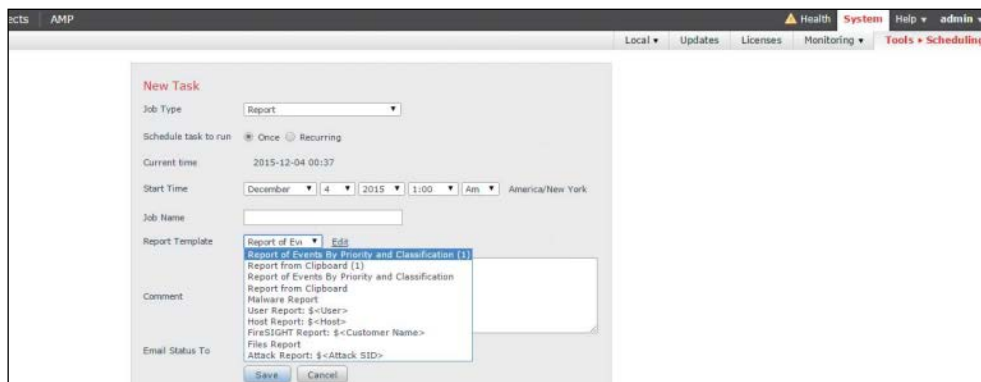 ects AMP Health System Help admin
Local Updates Licenses Monitoring Tools ▸ Scheduling
New Task
Job Type Report
Schedule task to run Once Recurring
Current time 2015-12-04 00:37
Start Time December 4 2015 1:00 Am America/New York
Job Name
Report Template Report of Eve Edit
Report of Events By Priority and Classification (1)
Report from Clipboard (1)
Report of Events By Priority and Classification
Report from Clipboard
Malware Report
Comment
User Report: $<User>
Host Report: $<Host>
FireSIGHT Report: $<Customer Name>
Files Report
Email Status To
Attack Report: $<Attack SID>
Save Cancel